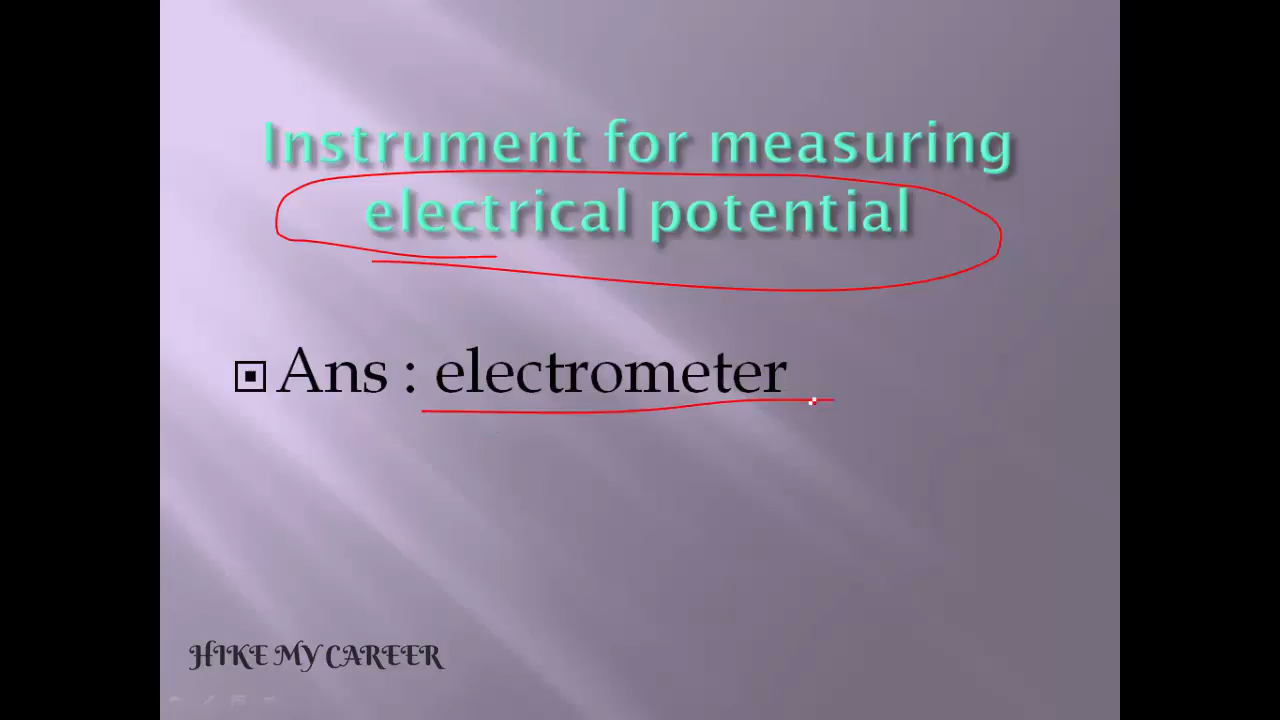 Instrument for measuring
electrical potential
Ans : electrometer
HIKE MY CAREER